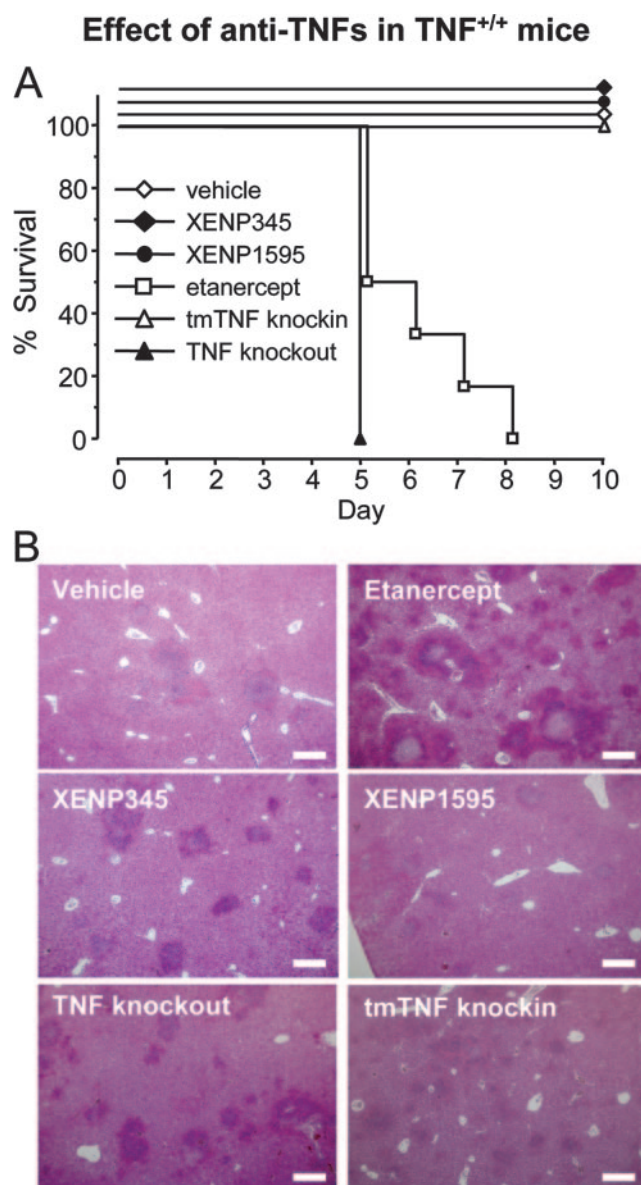 Effect of anti-TNFs in TNF+/+ mice
A
% Survival
100
80
60
40
20
0
vehicle
XENP345
XENP1595
etanercept
tmTNF knockin
TNF knockout
0 1 2 3 4 5 6 7 8 9 10
Day
B
Vehicle
Etanercept
XENP345
XENP1595
TNF knockout
tmTNF knockin